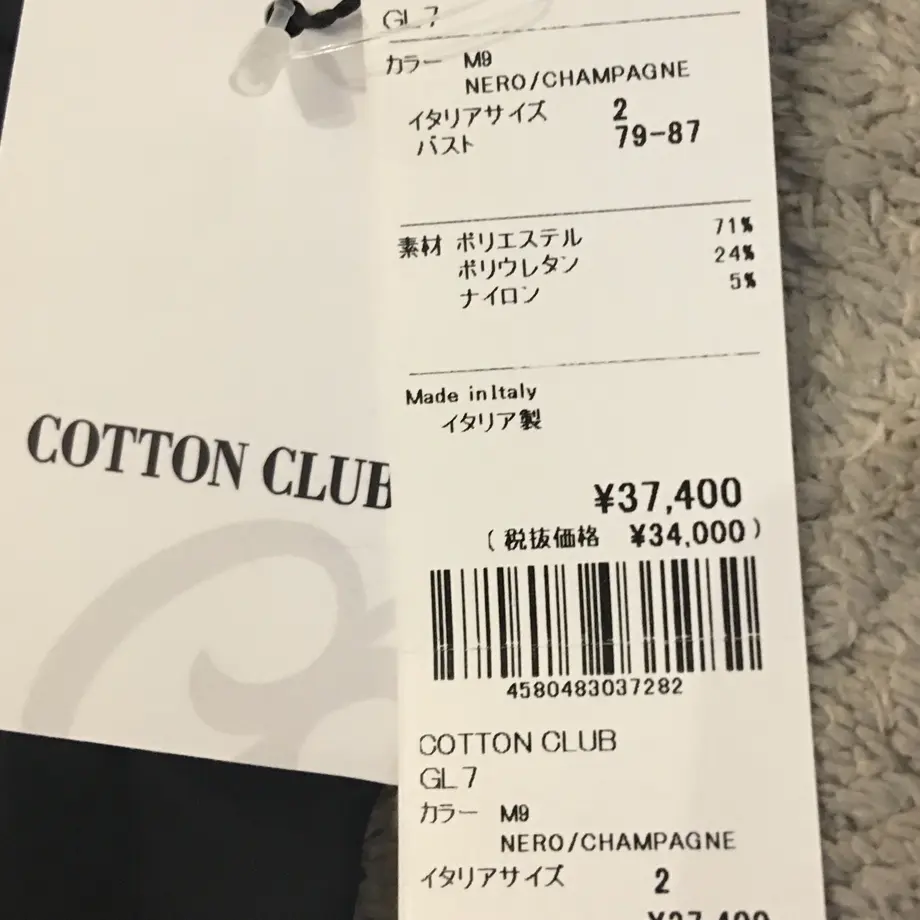 GL7
カラー M9
NERO/CHAMPAGNE
イタリアサイズ 2
バスト 79-87
素材 ポリエステル 71%
ポリウレタン 24%
ナイロン 5%
Made inItaly
イタリア製
COTTON CLUB
¥37,400
(税抜価格 ¥34,000)
4580483037282
COTTON CLUB
GL7
カラー M9
NERO/CHAMPAGNE
イタリアサイズ 2
¥37,400